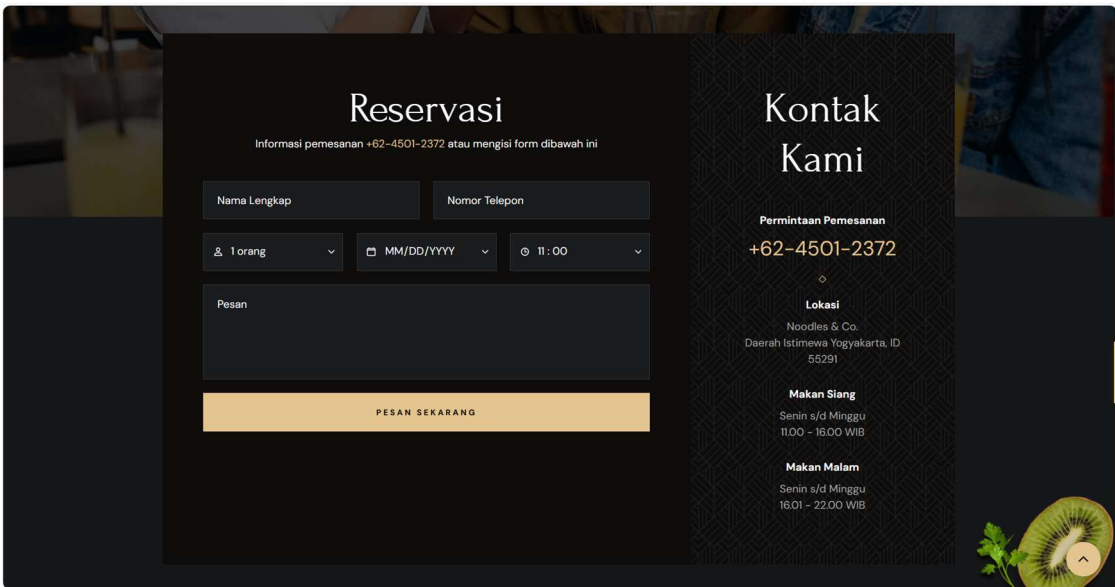 Reservasi
Informasi pemesanan +62-4501-2372 atau mengisi form dibawah ini
Nama Lengkap
Nomor Telepon
1 orang
MM/DD/YYYY
11 : 00
Pesan
PESAN SEKARANG
Kontak
Kami
Permintaan Pemesanan
+62-4501-2372
Lokasi
Noodles & Co.
Daerah Istimewa Yogyakarta, ID
55291
Makan Siang
Senin s/d Minggu
11.00 - 16.00 WIB
Makan Malam
Senin s/d Minggu
16.01 - 22.00 WIB